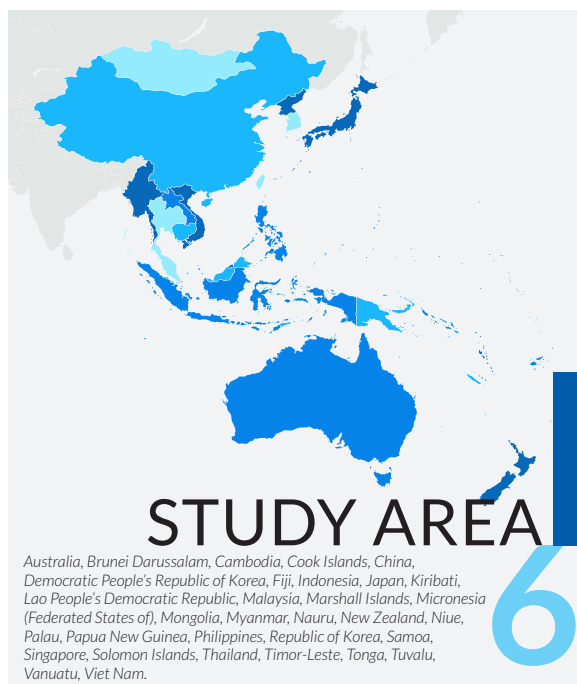 STUDY AREA
6
Australia, Brunei Darussalam, Cambodia, Cook Islands, China,
Democratic People's Republic of Korea, Fiji, Indonesia, Japan, Kiribati,
Lao People's Democratic Republic, Malaysia, Marshall Islands, Micronesia
(Federated States of), Mongolia, Myanmar, Nauru, New Zealand, Niue,
Palau, Papua New Guinea, Philippines, Republic of Korea, Samoa,
Singapore, Solomon Islands, Thailand, Timor-Leste, Tonga, Tuvalu,
Vanuatu, Viet Nam.